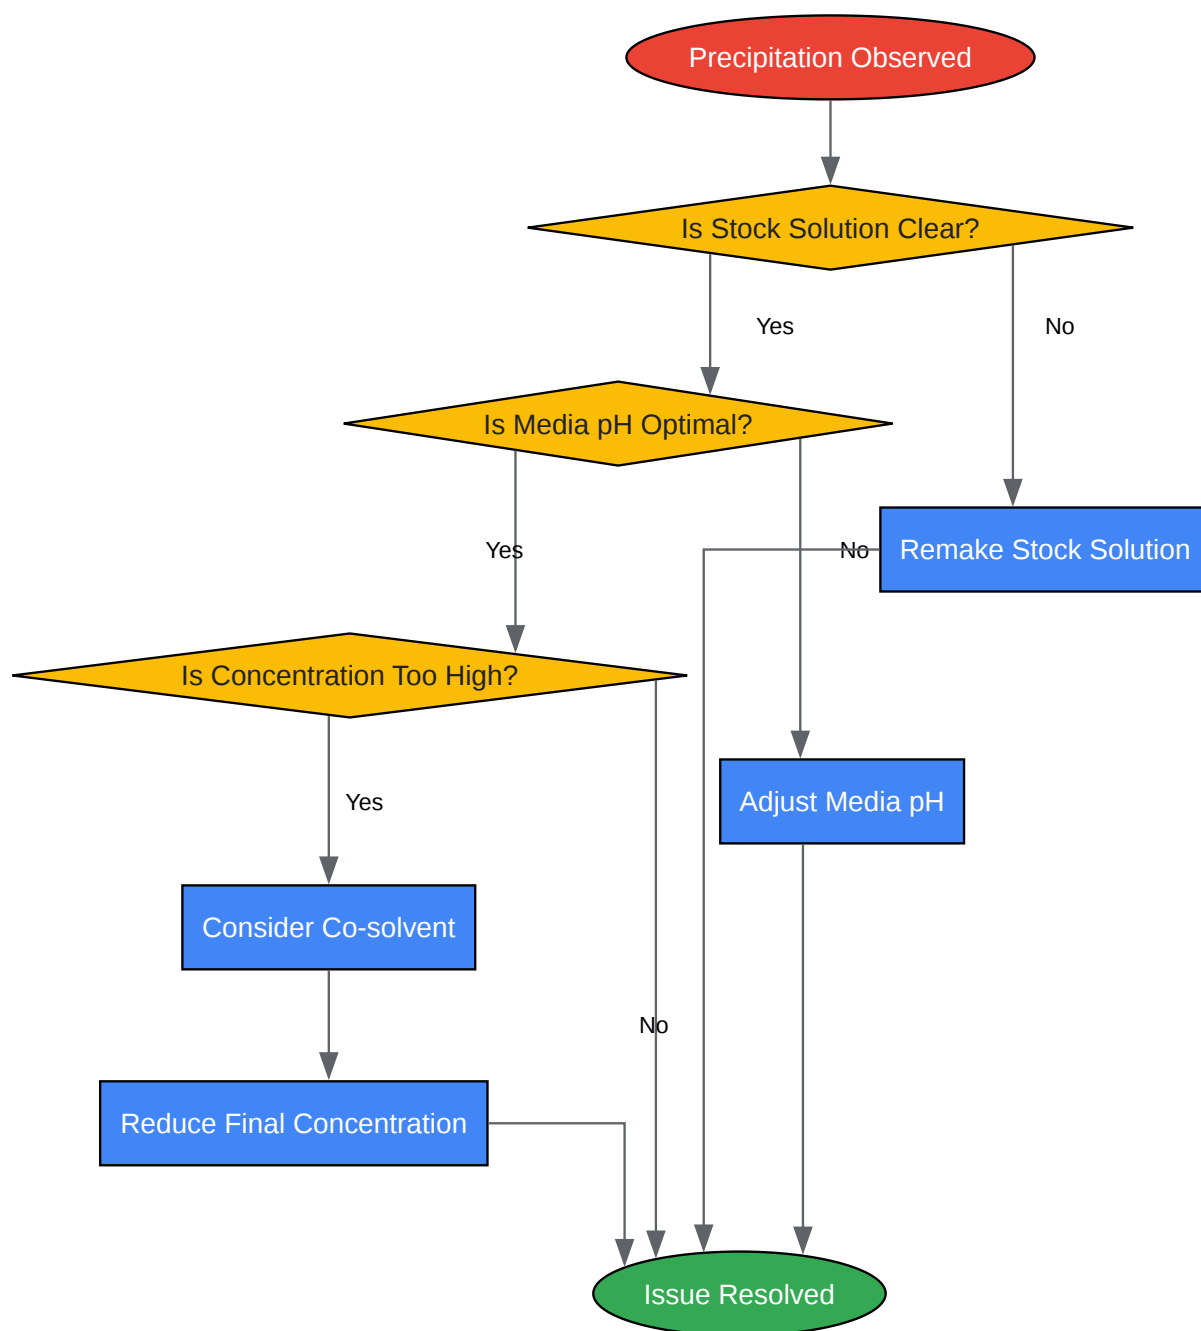 Precipitation Observed
Is Stock Solution Clear?
Yes
No
Is Media pH Optimal?
Yes
No
Remake Stock Solution
Is Concentration Too High?
Yes
Adjust Media pH
Consider Co-solvent
No
Reduce Final Concentration
Issue Resolved